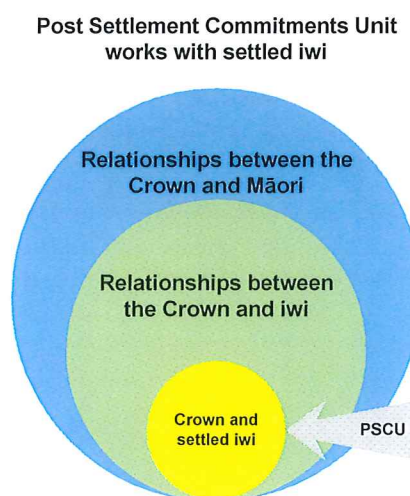 Post Settlement Commitments Unit
works with settled iwi
Relationships between the
Crown and Māori
Relationships between
the Crown and iwi
Crown and
settled iwi
PSCU